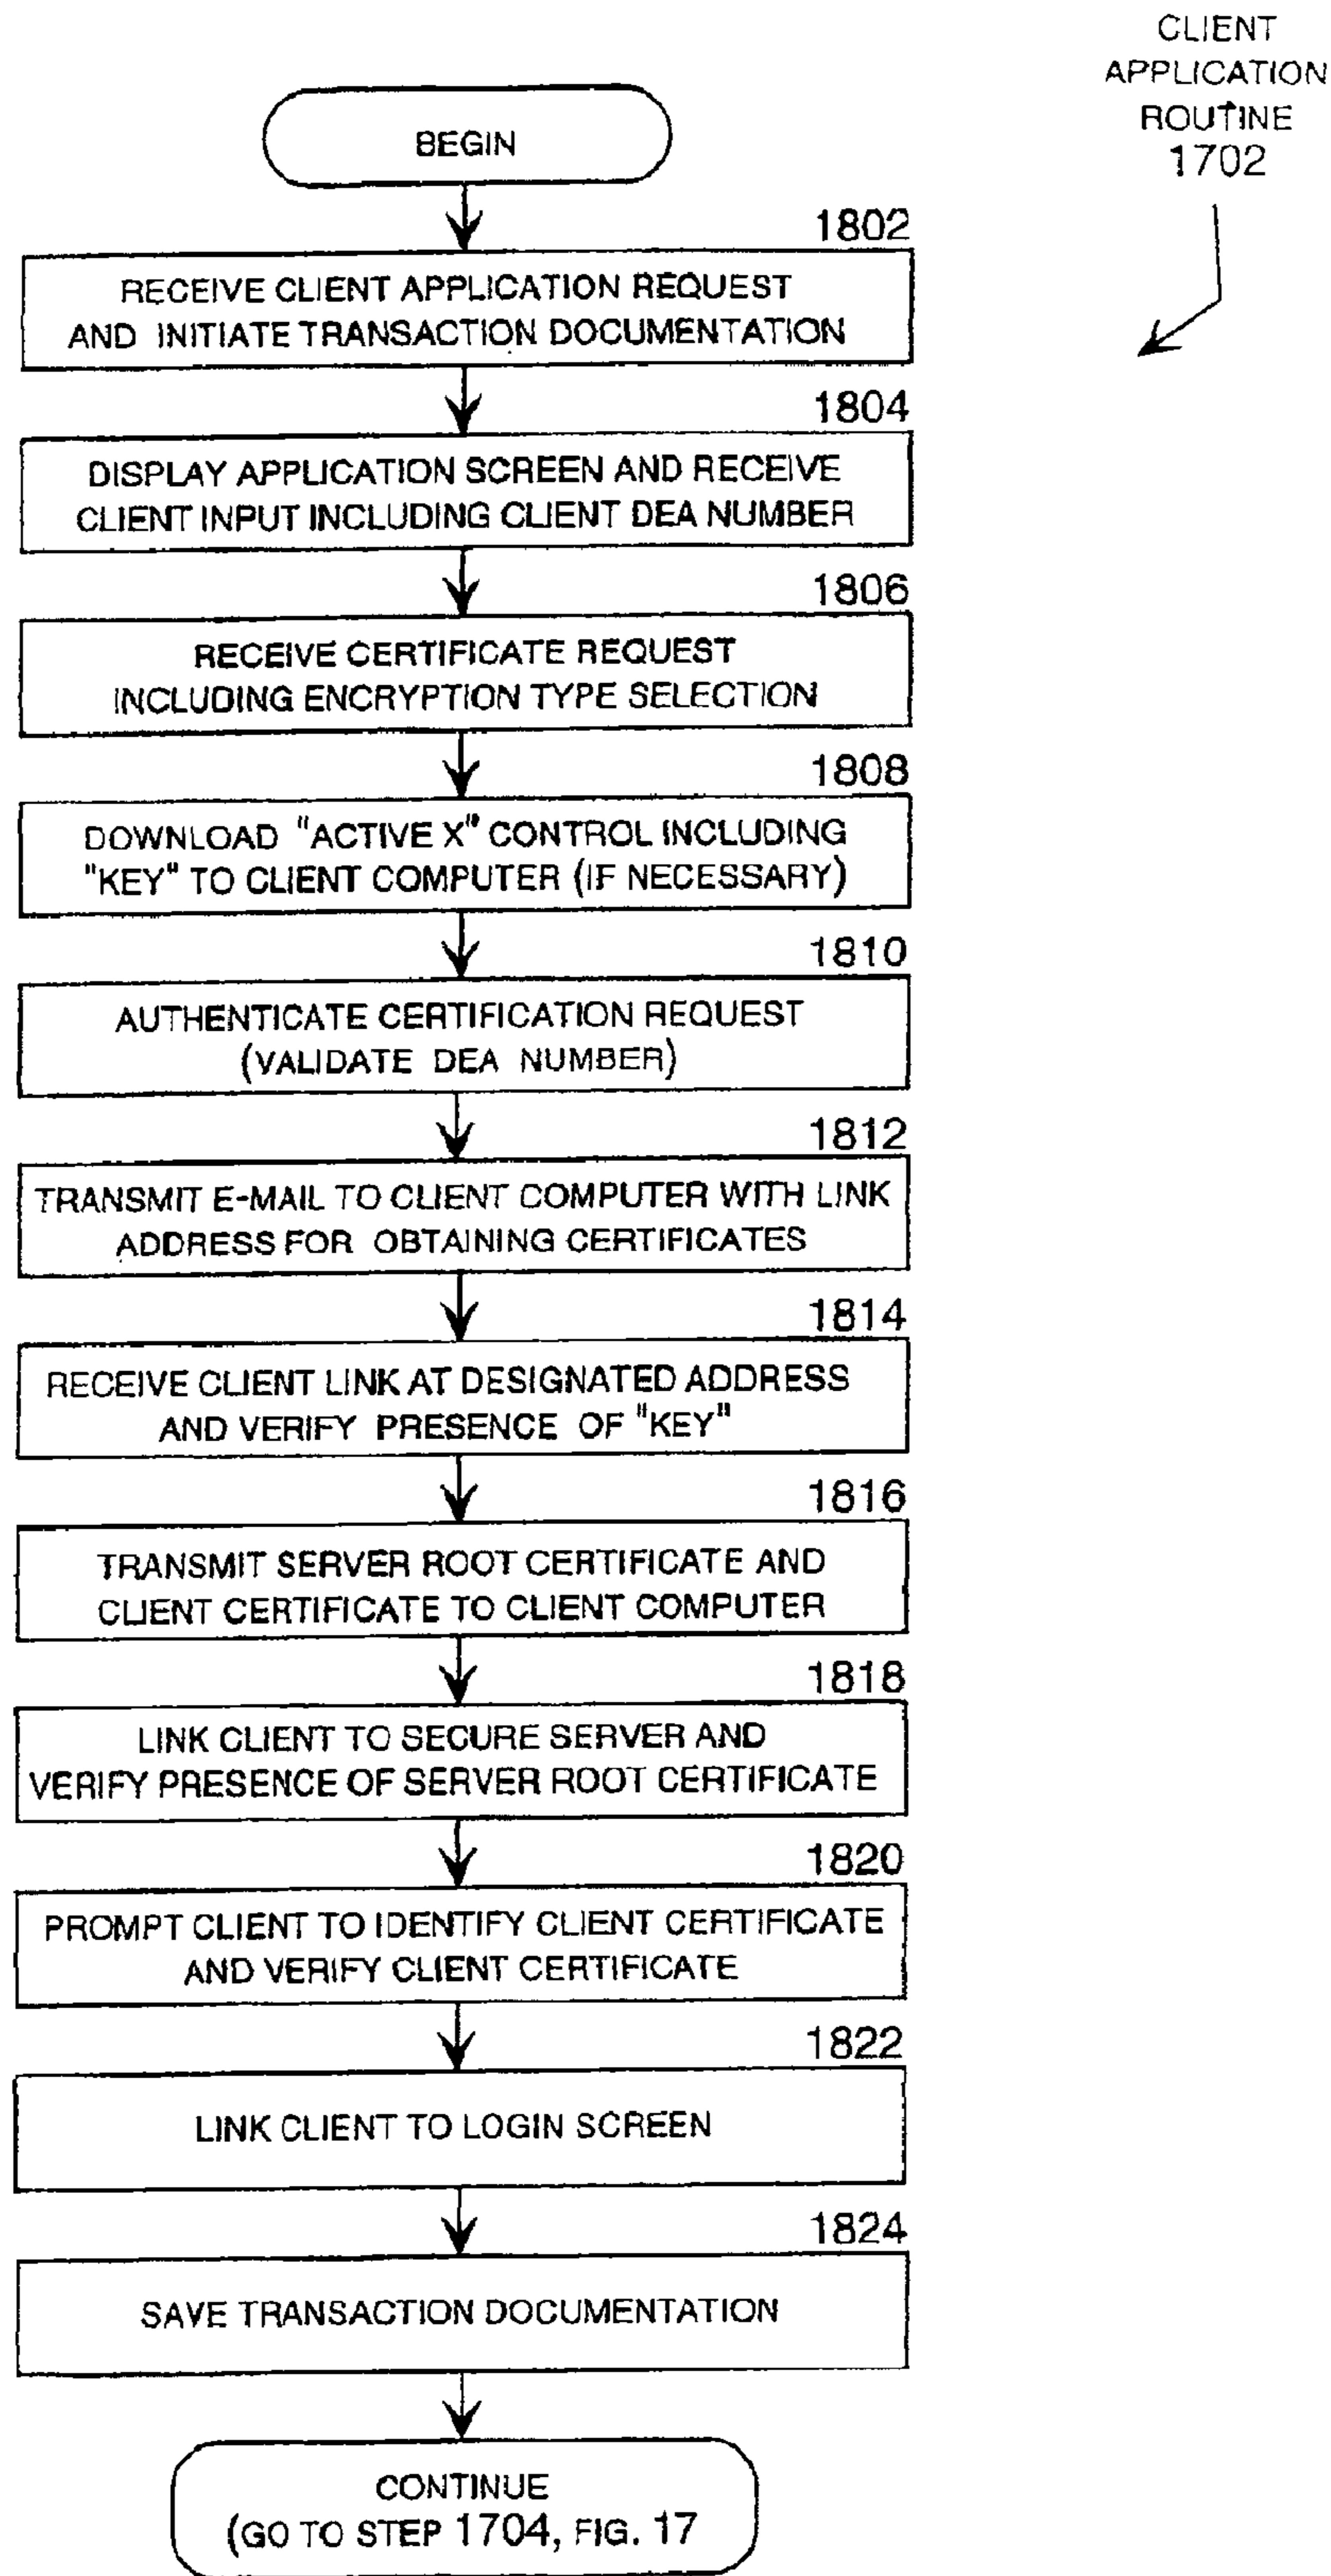 CLIENT
APPLICATION
ROUTINE
1702
BEGIN
1802
RECEIVE CLIENT APPLICATION REQUEST
AND INITIATE TRANSACTION DOCUMENTATION
1804
DISPLAY APPLICATION SCREEN AND RECEIVE
CLIENT INPUT INCLUDING CLIENT DEA NUMBER
1806
RECEIVE CERTIFICATE REQUEST
INCLUDING ENCRYPTION TYPE SELECTION
1808
DOWNLOAD "ACTIVE X" CONTROL INCLUDING
"KEY" TO CLIENT COMPUTER (IF NECESSARY)
1810
AUTHENTICATE CERTIFICATION REQUEST
(VALIDATE DEA NUMBER)
1812
TRANSMIT E-MAIL TO CLIENT COMPUTER WITH LINK
ADDRESS FOR OBTAINING CERTIFICATES
1814
RECEIVE CLIENT LINK AT DESIGNATED ADDRESS
AND VERIFY PRESENCE OF "KEY"
1816
TRANSMIT SERVER ROOT CERTIFICATE AND
CLIENT CERTIFICATE TO CLIENT COMPUTER
1818
LINK CLIENT TO SECURE SERVER AND
VERIFY PRESENCE OF SERVER ROOT CERTIFICATE
1820
PROMPT CLIENT TO IDENTIFY CLIENT CERTIFICATE
AND VERIFY CLIENT CERTIFICATE
1822
LINK CLIENT TO LOGIN SCREEN
1824
SAVE TRANSACTION DOCUMENTATION
CONTINUE
(GO TO STEP 1704, FIG. 17